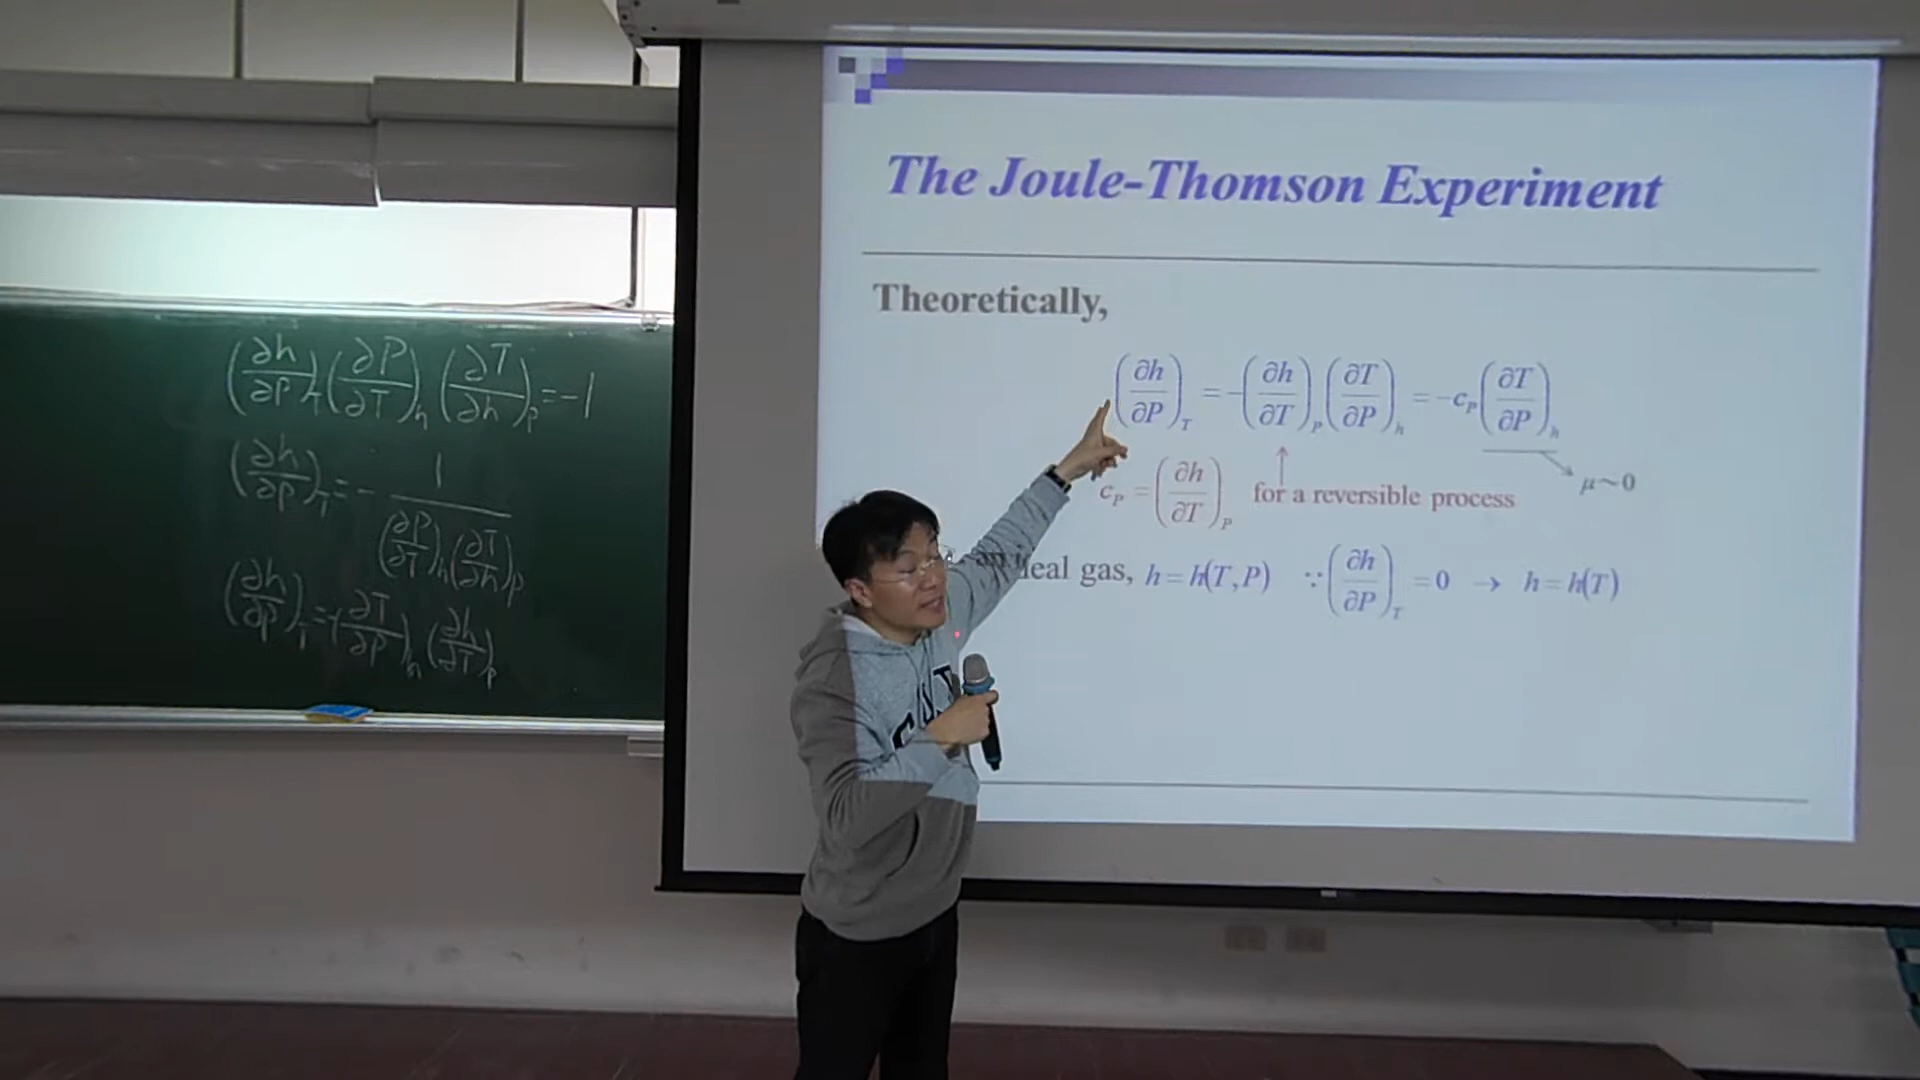 (∂h/∂P)_T (∂P/∂T)_h (∂T/∂h)_P = -1
(∂h/∂P)_T = - 1 / ((∂P/∂T)_h (∂T/∂h)_P)
(∂h/∂P)_T = -(∂T/∂P)_h (∂h/∂T)_P
The Joule-Thomson Experiment
Theoretically,
(∂h/∂P)_T = -(∂h/∂T)_P (∂T/∂P)_h = -c_P (∂T/∂P)_h
μ~0
c_P = (∂h/∂T)_P ↑ for a reversible process
gas, h = h(T,P) ∵ (∂h/∂P)_T = 0 → h = h(T)